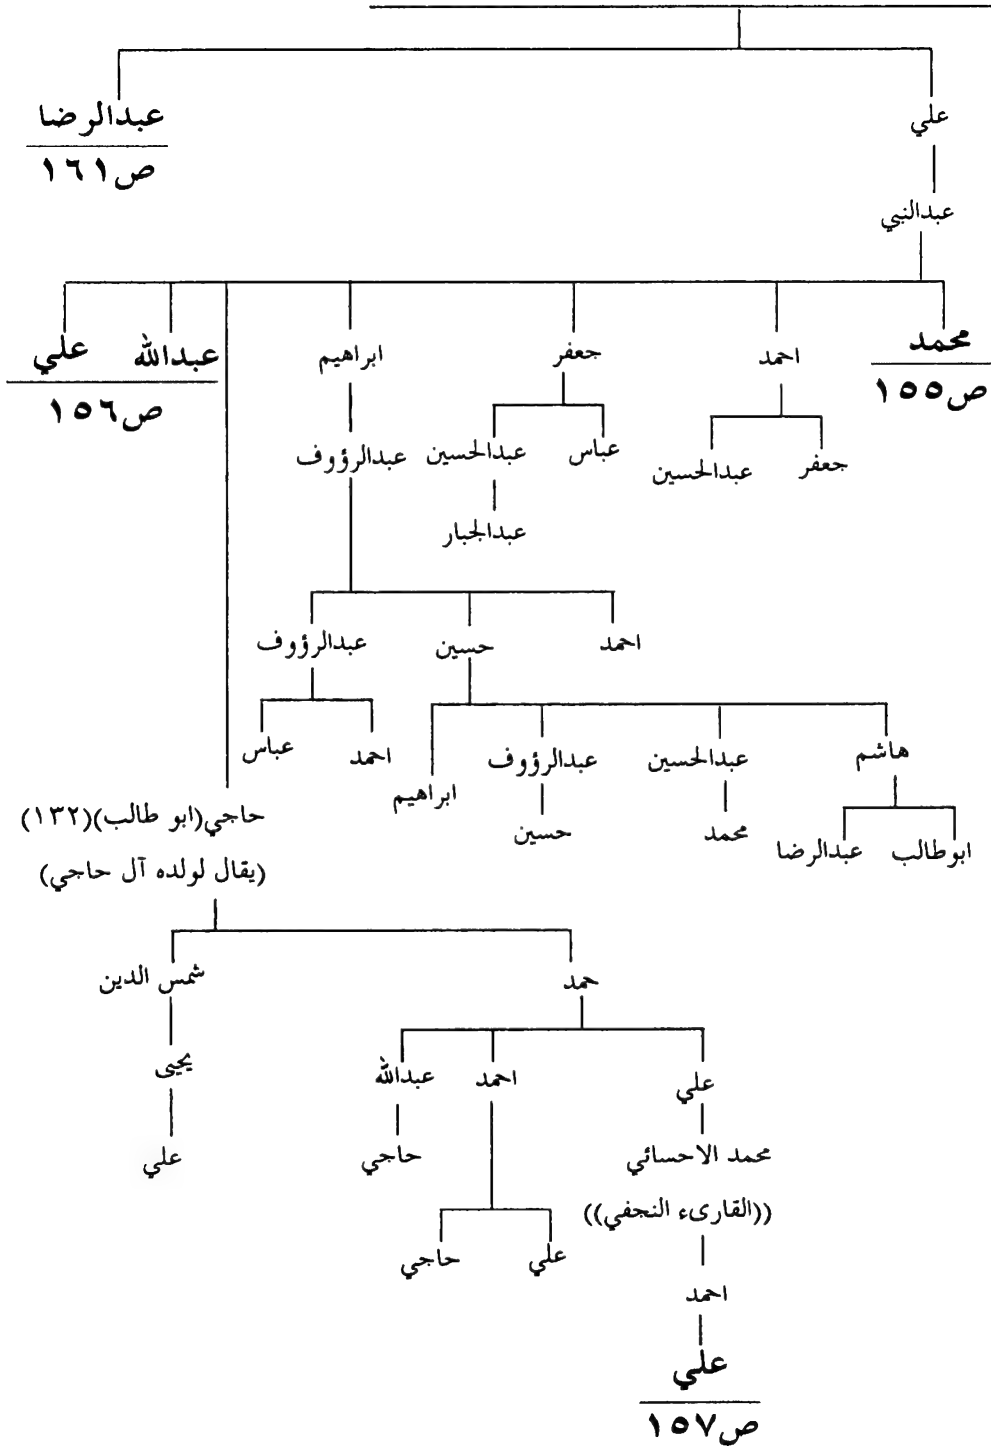 علي
عبدالرضا
ص١٦١
عبدالنبي
محمد
ص١٥٥
احمد
جعفر
ابراهيم
عبدالله
علي
ص١٥٦
جعفر
عبدالحسين
عباس
عبدالحسين
عبدالرؤوف
عبدالجبار
احمد
حسين
عبدالرؤوف
هاشم
عبدالحسين
عبدالرؤوف
ابراهيم
احمد
عباس
ابوطالب
عبدالرضا
محمد
حسين
حاجي(ابو طالب)(١٣٢)
(يقال لولده آل حاجي)
حمد
شمس الدين
علي
احمد
عبدالله
يحيى
محمد الاحسائي
((القارىء النجفي))
حاجي
علي
علي
حاجي
احمد
علي
ص١٥٧